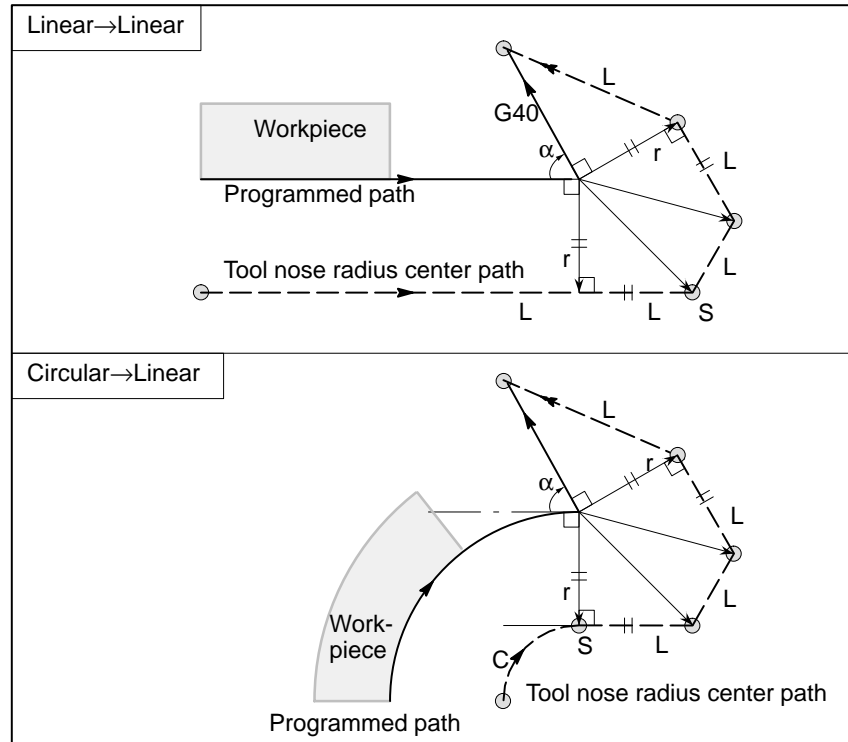 Linear→Linear
L
G40
Workpiece
α
r
L
Programmed path
r
Tool nose radius center path
L
L
L
S
Circular→Linear
L
α
r
L
r
L
Work-
piece
S
L
C
Tool nose radius center path
Programmed path